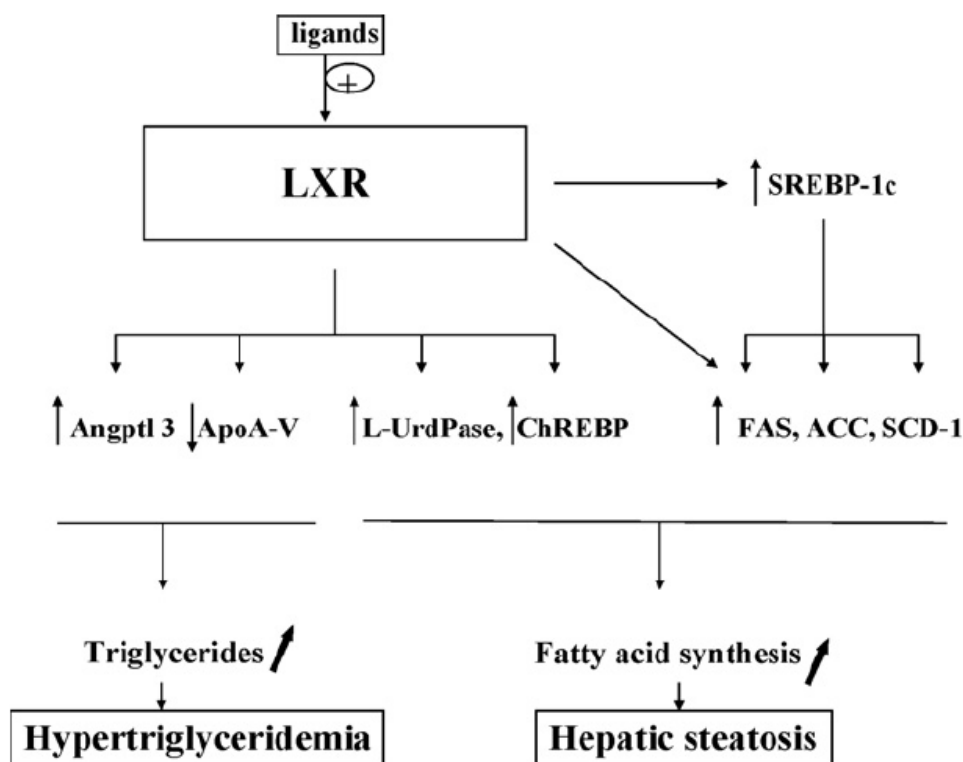 ligands
+
LXR
SREBP-1c
Angptl 3 ApoA-V L-UrdPase, ChREBP FAS, ACC, SCD-1
Triglycerides Fatty acid synthesis
Hypertriglyceridemia Hepatic steatosis